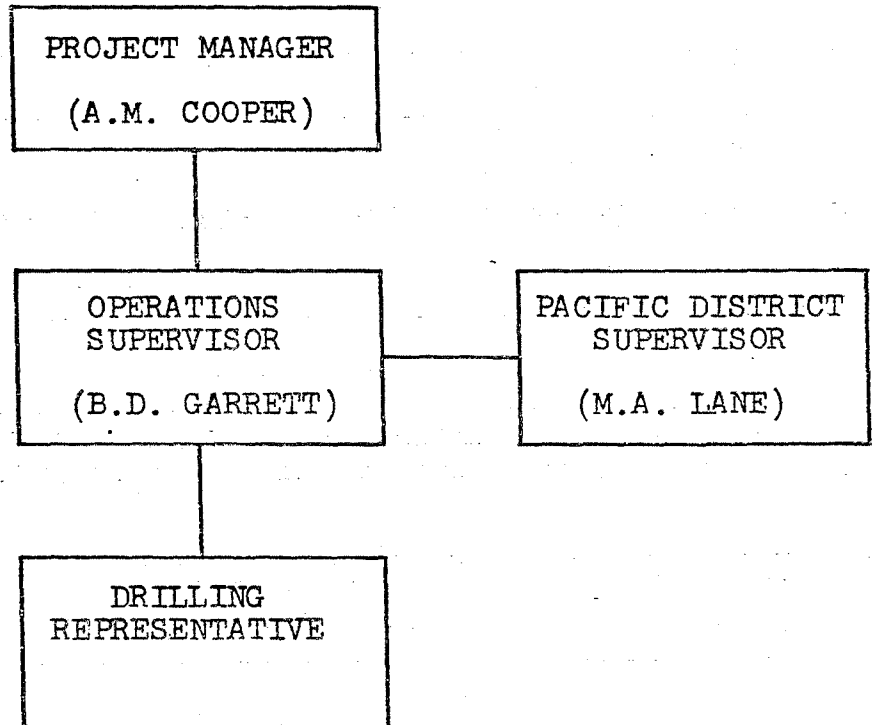 PROJECT MANAGER
(A.M. COOPER)
OPERATIONS
SUPERVISOR
(B.D. GARRETT)
PACIFIC DISTRICT
SUPERVISOR
(M.A. LANE)
DRILLING
REPRESENTATIVE